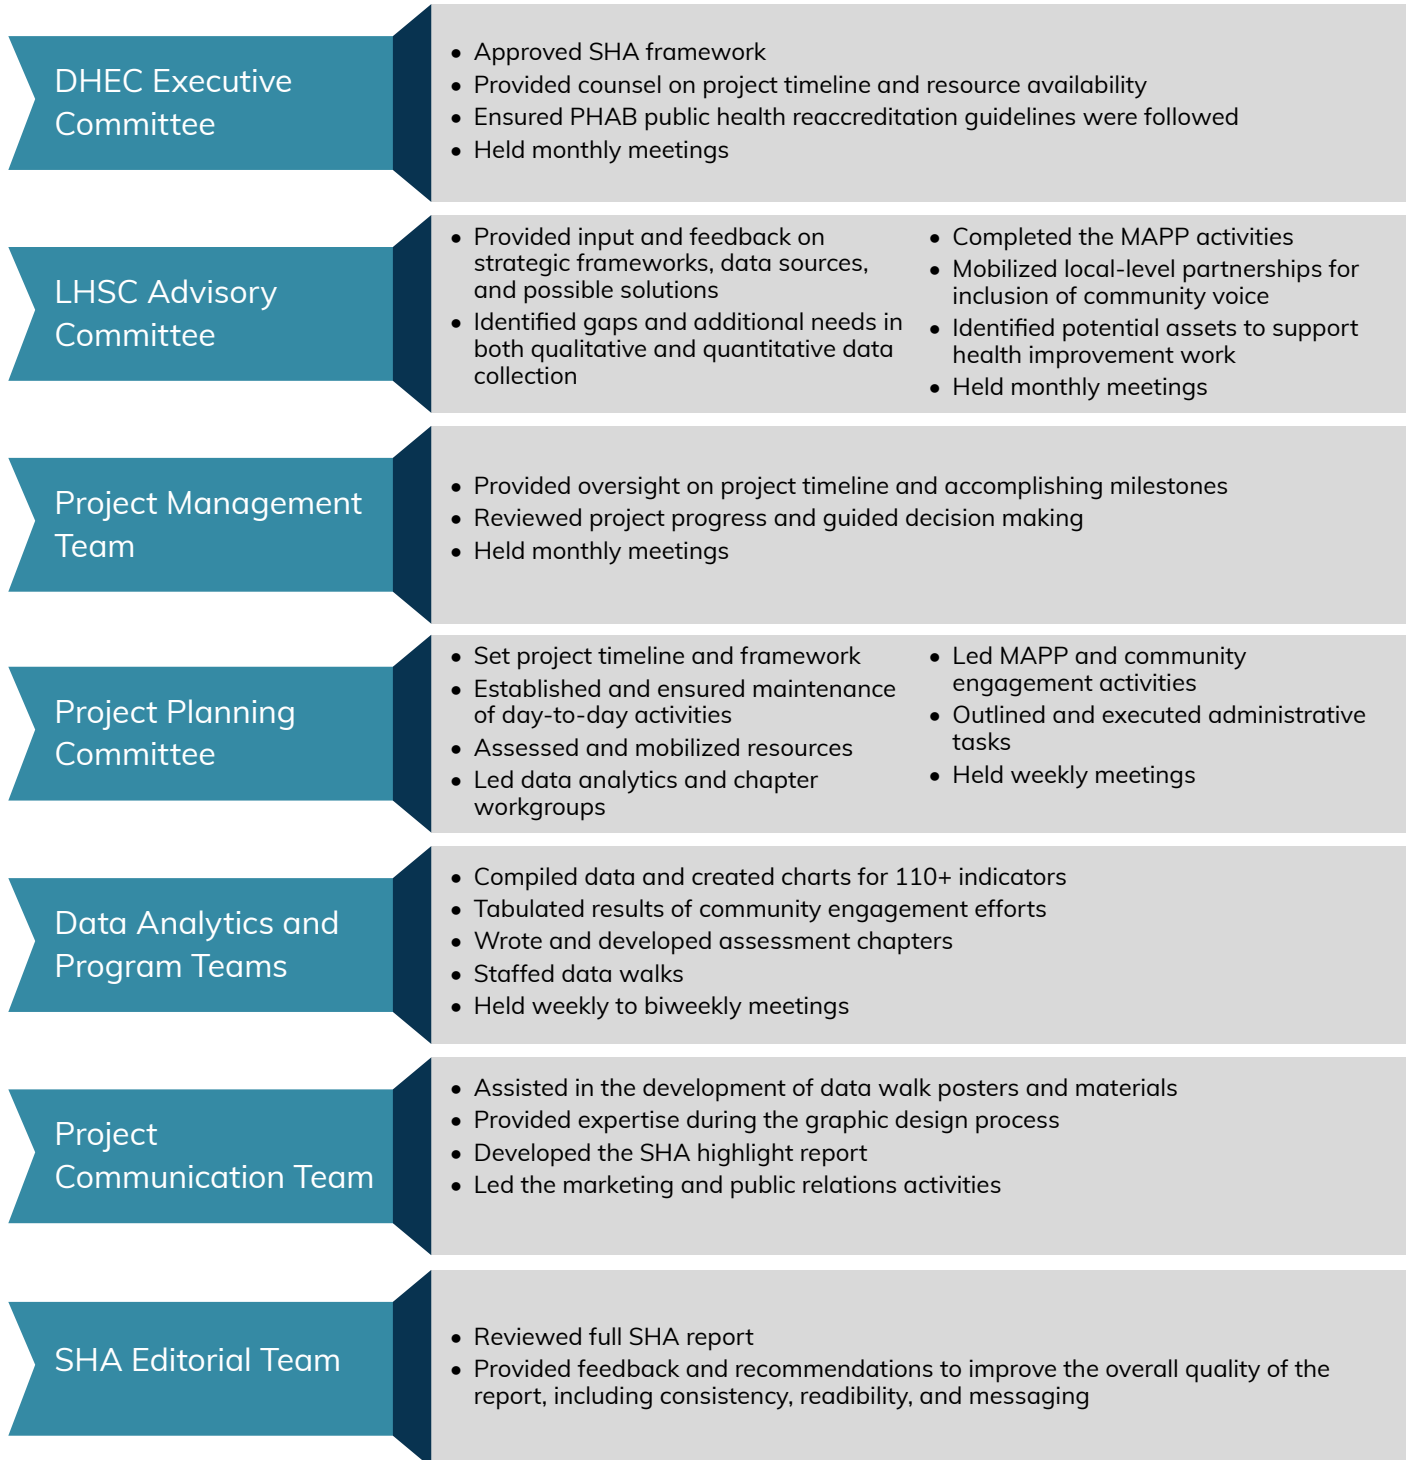 DHEC Executive
Committee
• Approved SHA framework
• Provided counsel on project timeline and resource availability
• Ensured PHAB public health reaccreditation guidelines were followed
• Held monthly meetings
LHSC Advisory
Committee
• Provided input and feedback on
strategic frameworks, data sources,
and possible solutions
• Identified gaps and additional needs in
both qualitative and quantitative data
collection
• Completed the MAPP activities
• Mobilized local-level partnerships for
inclusion of community voice
• Identified potential assets to support
health improvement work
• Held monthly meetings
Project Management
Team
• Provided oversight on project timeline and accomplishing milestones
• Reviewed project progress and guided decision making
• Held monthly meetings
Project Planning
Committee
• Set project timeline and framework
• Established and ensured maintenance
of day-to-day activities
• Assessed and mobilized resources
• Led data analytics and chapter
workgroups
• Led MAPP and community
engagement activities
• Outlined and executed administrative
tasks
• Held weekly meetings
Data Analytics and
Program Teams
• Compiled data and created charts for 110+ indicators
• Tabulated results of community engagement efforts
• Wrote and developed assessment chapters
• Staffed data walks
• Held weekly to biweekly meetings
Project
Communication Team
• Assisted in the development of data walk posters and materials
• Provided expertise during the graphic design process
• Developed the SHA highlight report
• Led the marketing and public relations activities
SHA Editorial Team
• Reviewed full SHA report
• Provided feedback and recommendations to improve the overall quality of the
report, including consistency, readibility, and messaging